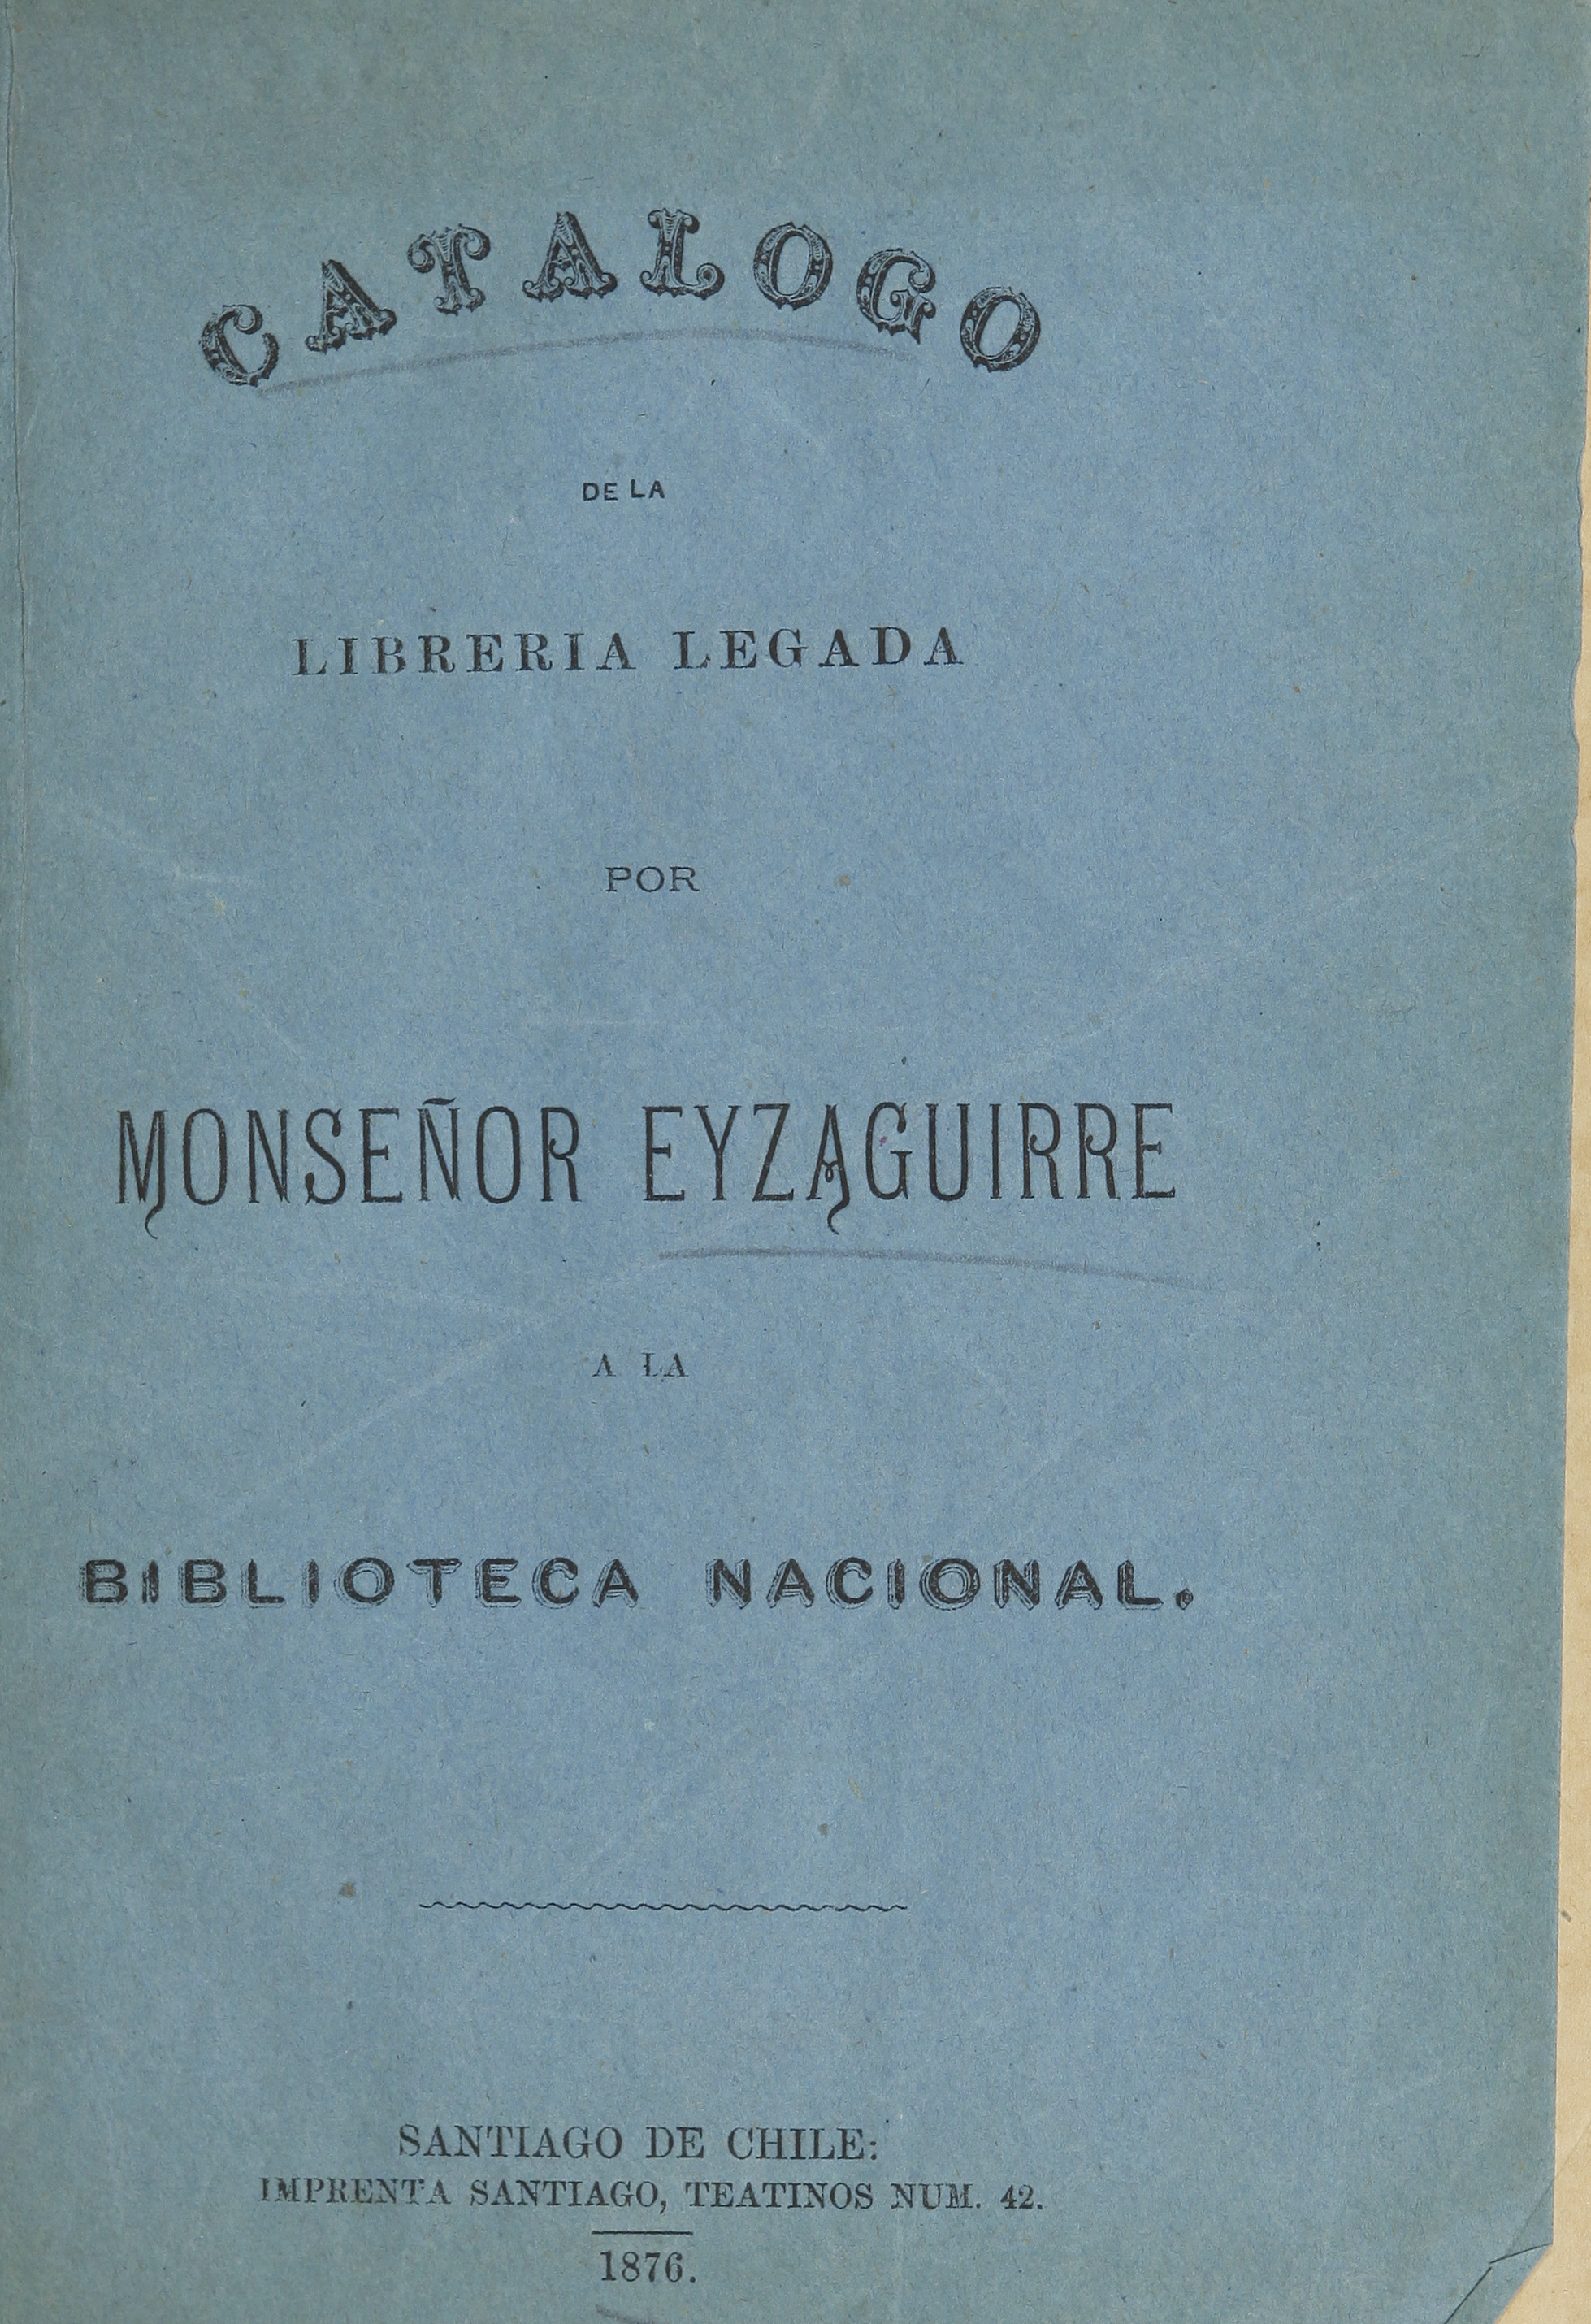 CATALOGO
DE LA
LIBRERIA LEGADA
POR
MONSEÑOR EYZAGUIRRE
A LA
BIBLIOTECA NACIONAL.
SANTIAGO DE CHILE:
IMPRENTA SANTIAGO, TEATINOS NUM. 42.
1876.